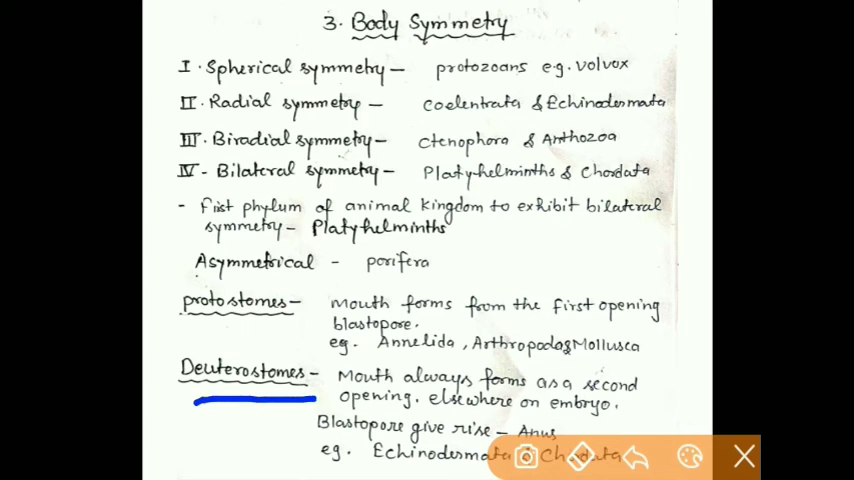 3. Body Symmetry
I. Spherical symmetry – protozoans e.g. volvox
II. Radial symmetry – coelentrata & Echinodermata
III. Biradial symmetry – ctenophora & Anthozoa
IV - Bilateral symmetry – Platyhelminths & Chordata
- first phylum of animal kingdom to exhibit bilateral
symmetry – Platyhelminths
Asymmetrical - porifera
protostomes – Mouth forms from the first opening
blastopore.
eg. Annelida, Arthropoda & Mollusca
Deuterostomes – Mouth always forms as a second
opening, elsewhere on embryo.
Blastopore give rise – Anus
eg. Echinodermata & Chordata